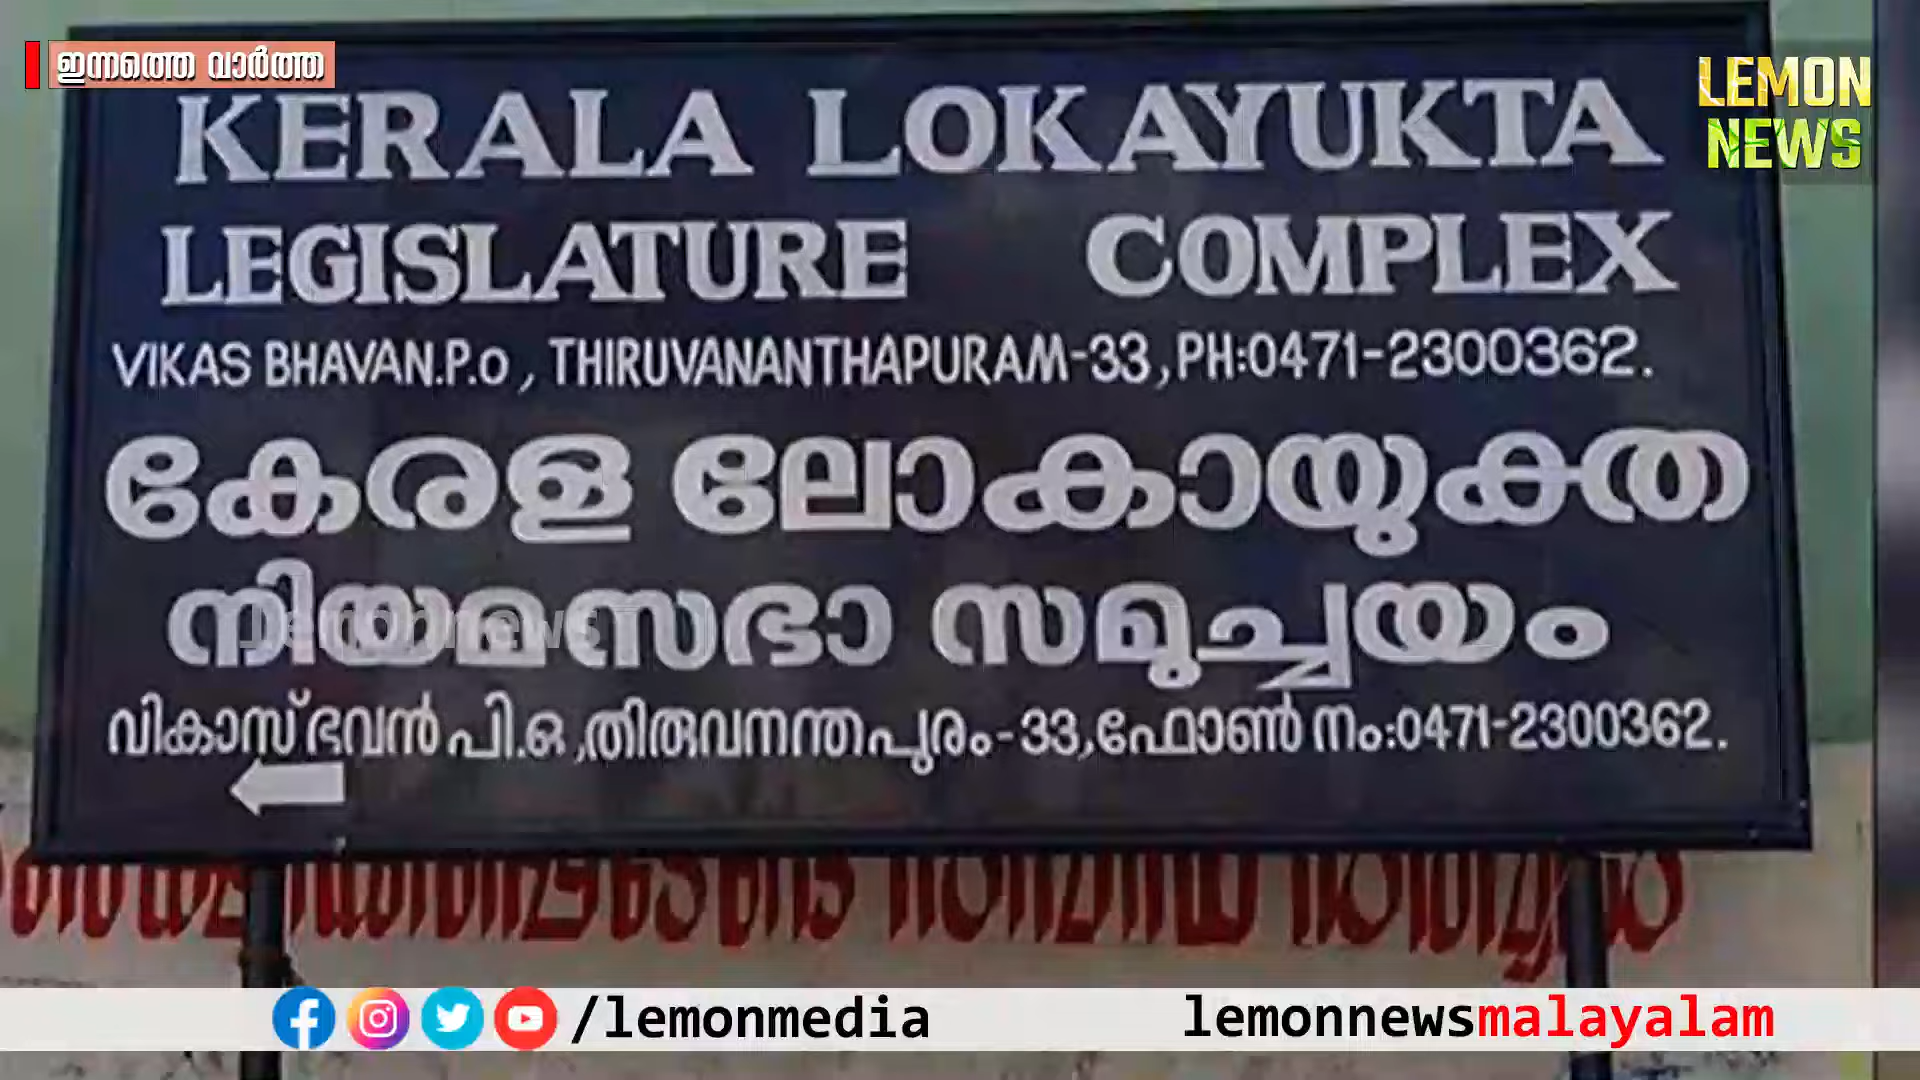 ഇന്നത്തെ വാർത്ത
LEMON
NEWS
KERALA LOKAYUKTA
LEGISLATURE COMPLEX
VIKAS BHAVAN.P.O , THIRUVANANTHAPURAM-33, PH:0471-2300362.
കേരള ലോകായുക്ത
നിയമസഭാ സമുച്ചയം
lemonnews
വികാസ് ഭവൻ പി.ഒ ,തിരുവനന്തപുരം-33,ഫോൺ നം:0471-2300362.
/lemonmedia
lemonnewsmalayalam